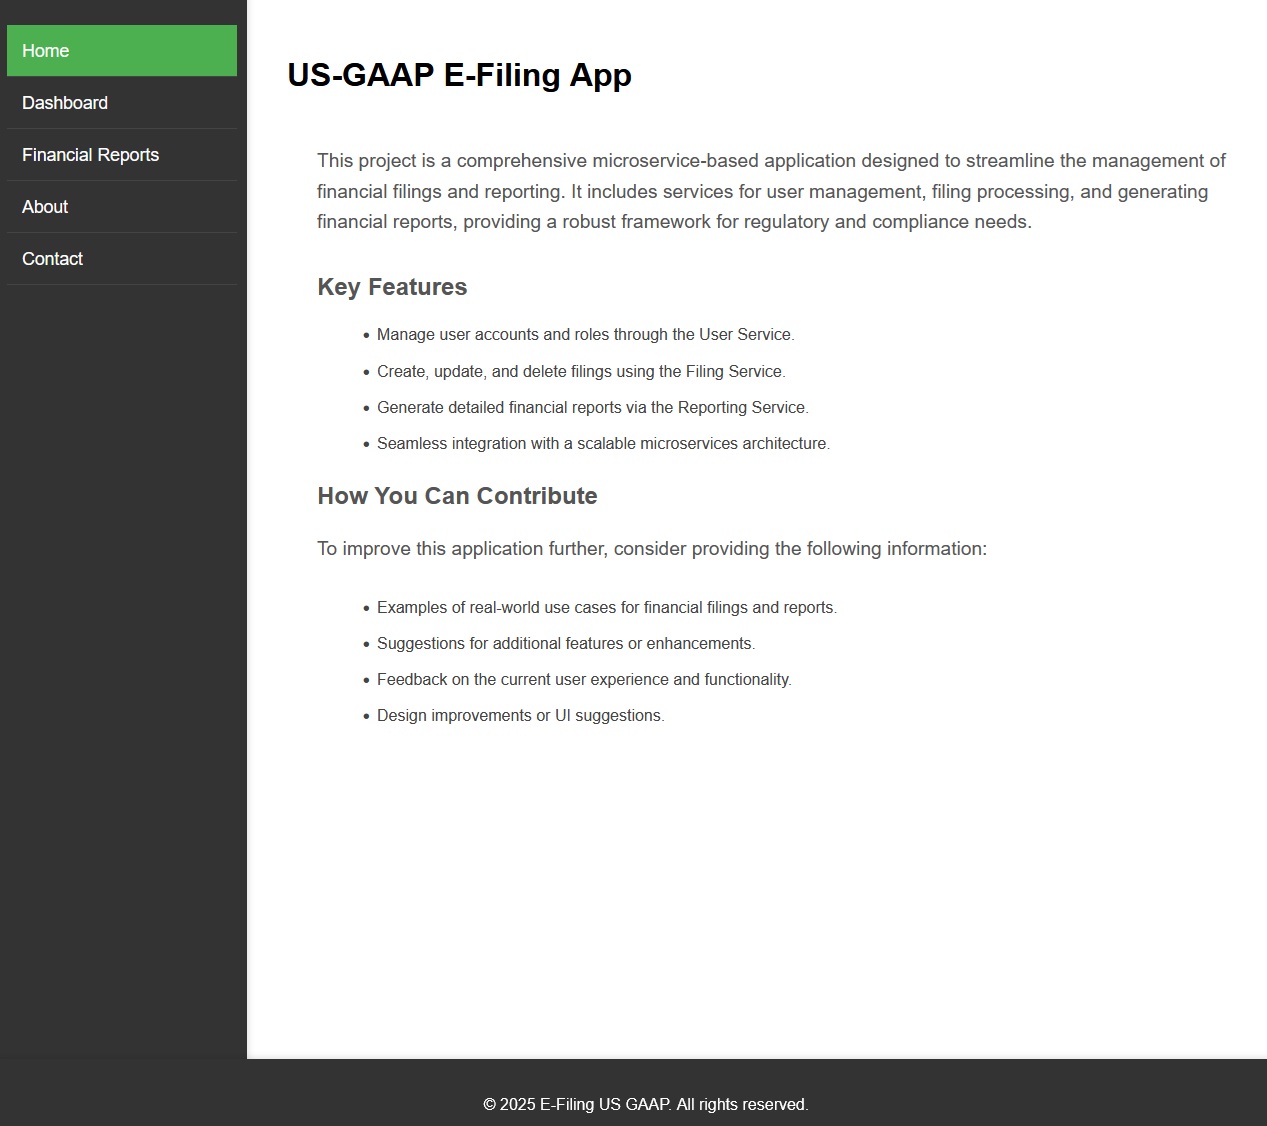 Home
Dashboard
Financial Reports
About
Contact
US-GAAP E-Filing App
This project is a comprehensive microservice-based application designed to streamline the management of
financial filings and reporting. It includes services for user management, filing processing, and generating
financial reports, providing a robust framework for regulatory and compliance needs.
Key Features
• Manage user accounts and roles through the User Service.
• Create, update, and delete filings using the Filing Service.
• Generate detailed financial reports via the Reporting Service.
• Seamless integration with a scalable microservices architecture.
How You Can Contribute
To improve this application further, consider providing the following information:
• Examples of real-world use cases for financial filings and reports.
• Suggestions for additional features or enhancements.
• Feedback on the current user experience and functionality.
• Design improvements or UI suggestions.
© 2025 E-Filing US GAAP. All rights reserved.